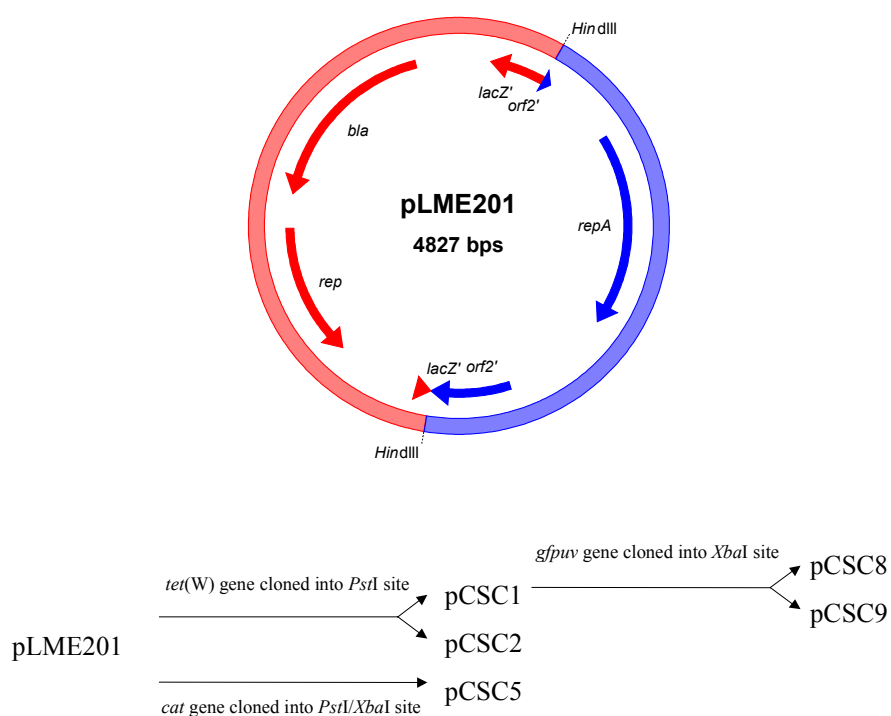 HindIII
lacZ'
orf2'
bla
pLME201
4827 bps
repA
rep
lacZ' orf2'
HindIII
gfpuv gene cloned into XbaI site
pCSC8
tet(W) gene cloned into PstI site
pCSC1
pCSC9
pCSC2
pLME201
pCSC5
cat gene cloned into PstI/XbaI site